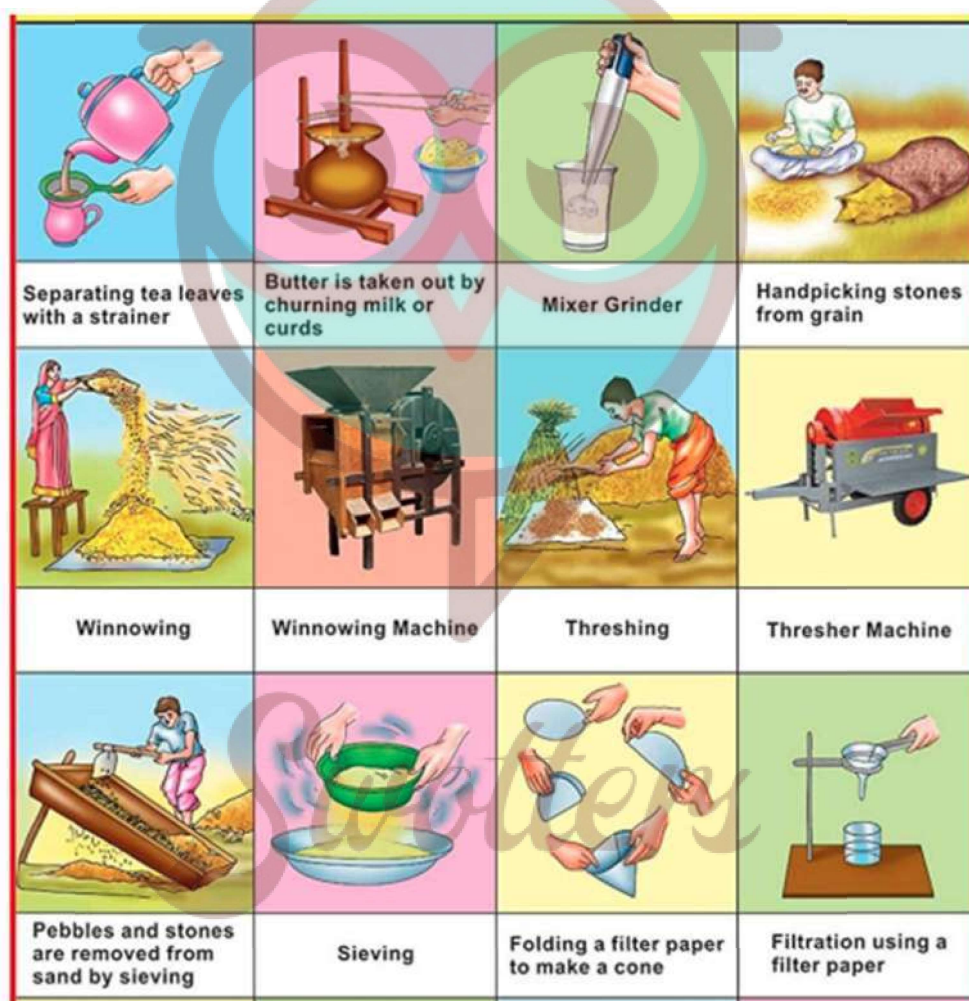 Separating tea leaves
with a strainer
Butter is taken out by
churning milk or
curds
Mixer Grinder
Handpicking stones
from grain
Winnowing
Winnowing Machine
Threshing
Thresher Machine
Pebbles and stones
are removed from
sand by sieving
Sieving
Folding a filter paper
to make a cone
Filtration using a
filter paper
Swotters